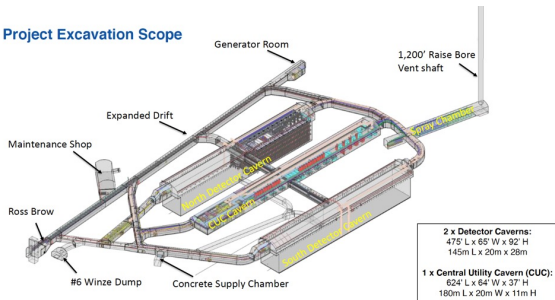 Project Excavation Scope
Generator Room
1,200' Raise Bore
Vent shaft
Expanded Drift
Spray Chamber
Maintenance Shop
North Detector Cavern
CUC Cavern
South Detector Cavern
Ross Brow
#6 Winze Dump
Concrete Supply Chamber
2 x Detector Caverns:
475' L x 65' W x 92' H
145m L x 20m x 28m
1 x Central Utility Cavern (CUC):
624' L x 64' W x 37' H
180m L x 20m W x 11m H